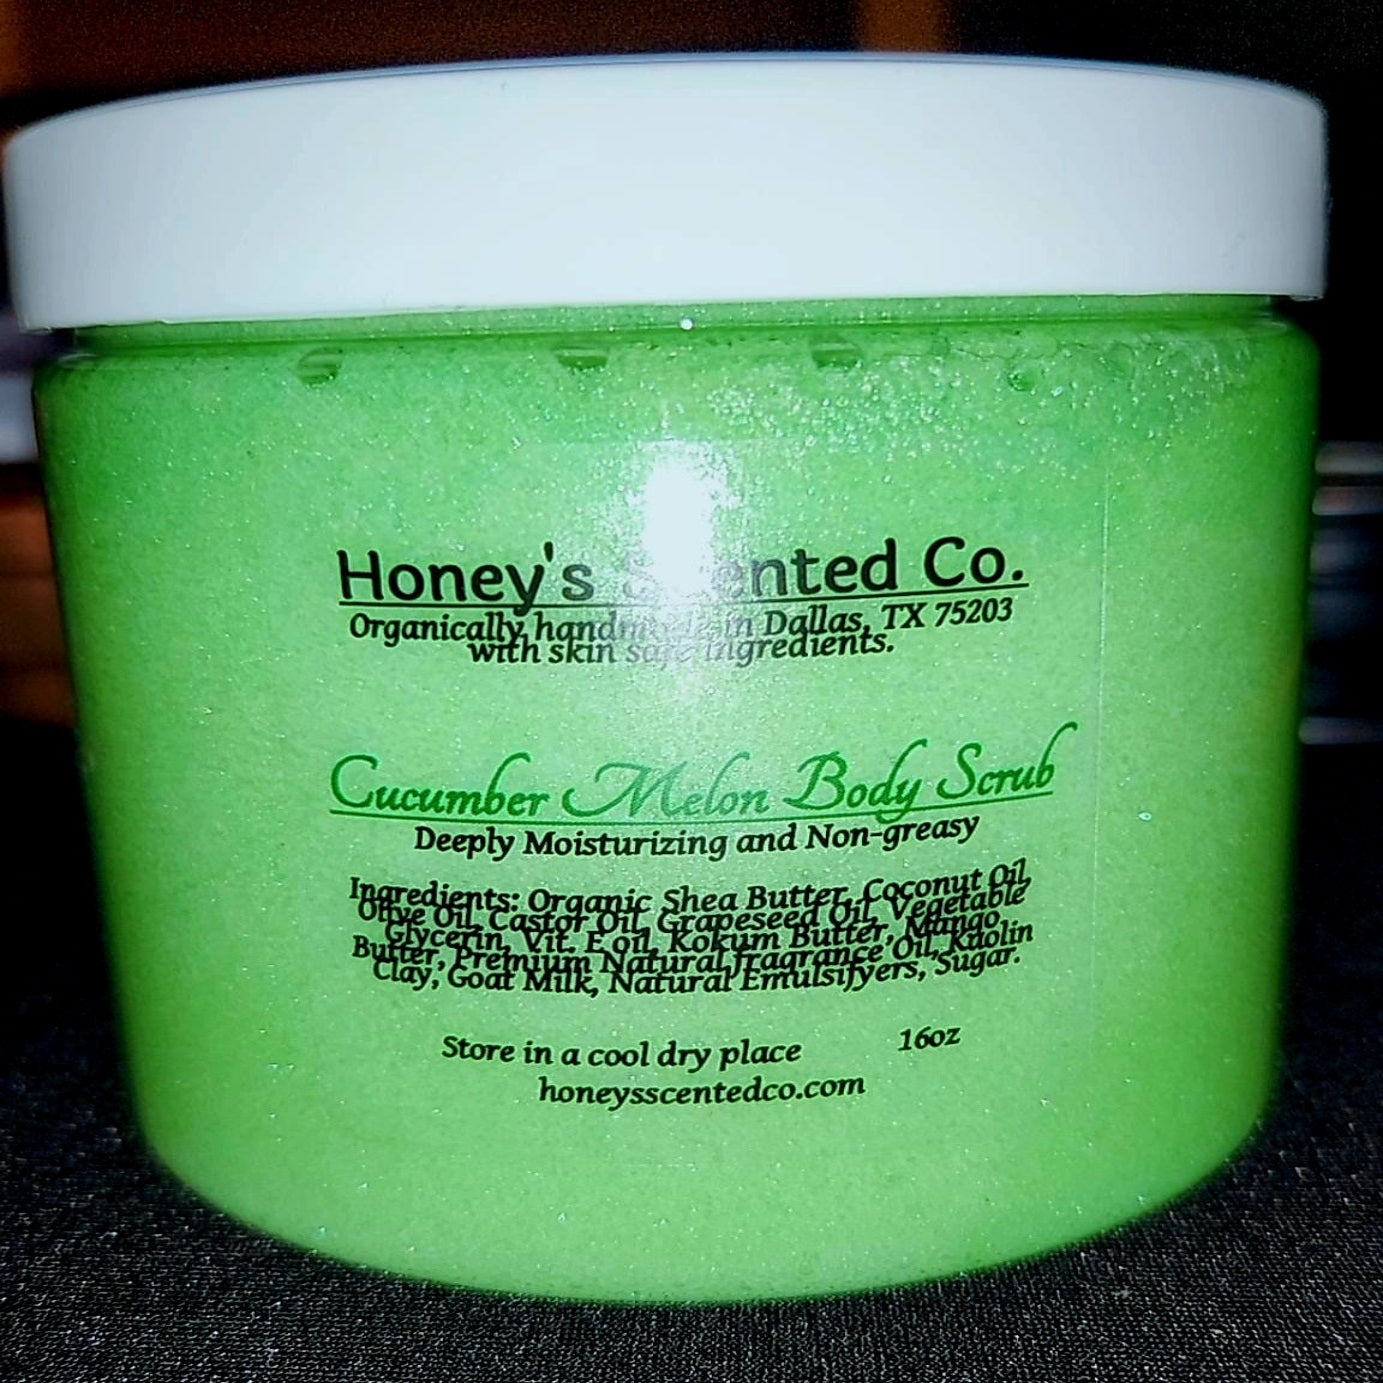 Honey's Scented Co.
Organically handmade in Dallas, TX 75203
with skin safe ingredients.
Cucumber Melon Body Scrub
Deeply Moisturizing and Non-greasy
Ingredients: Organic Shea Butter, Coconut Oil,
Olive Oil, Castor Oil, Grapeseed Oil, Vegetable
Glycerin, Vit. E oil, Kokum Butter, Mango
Butter, Premium Natural fragrance Oil, Kaolin
Clay, Goat Milk, Natural Emulsifyers, Sugar.
Store in a cool dry place 16oz
honeysscentedco.com